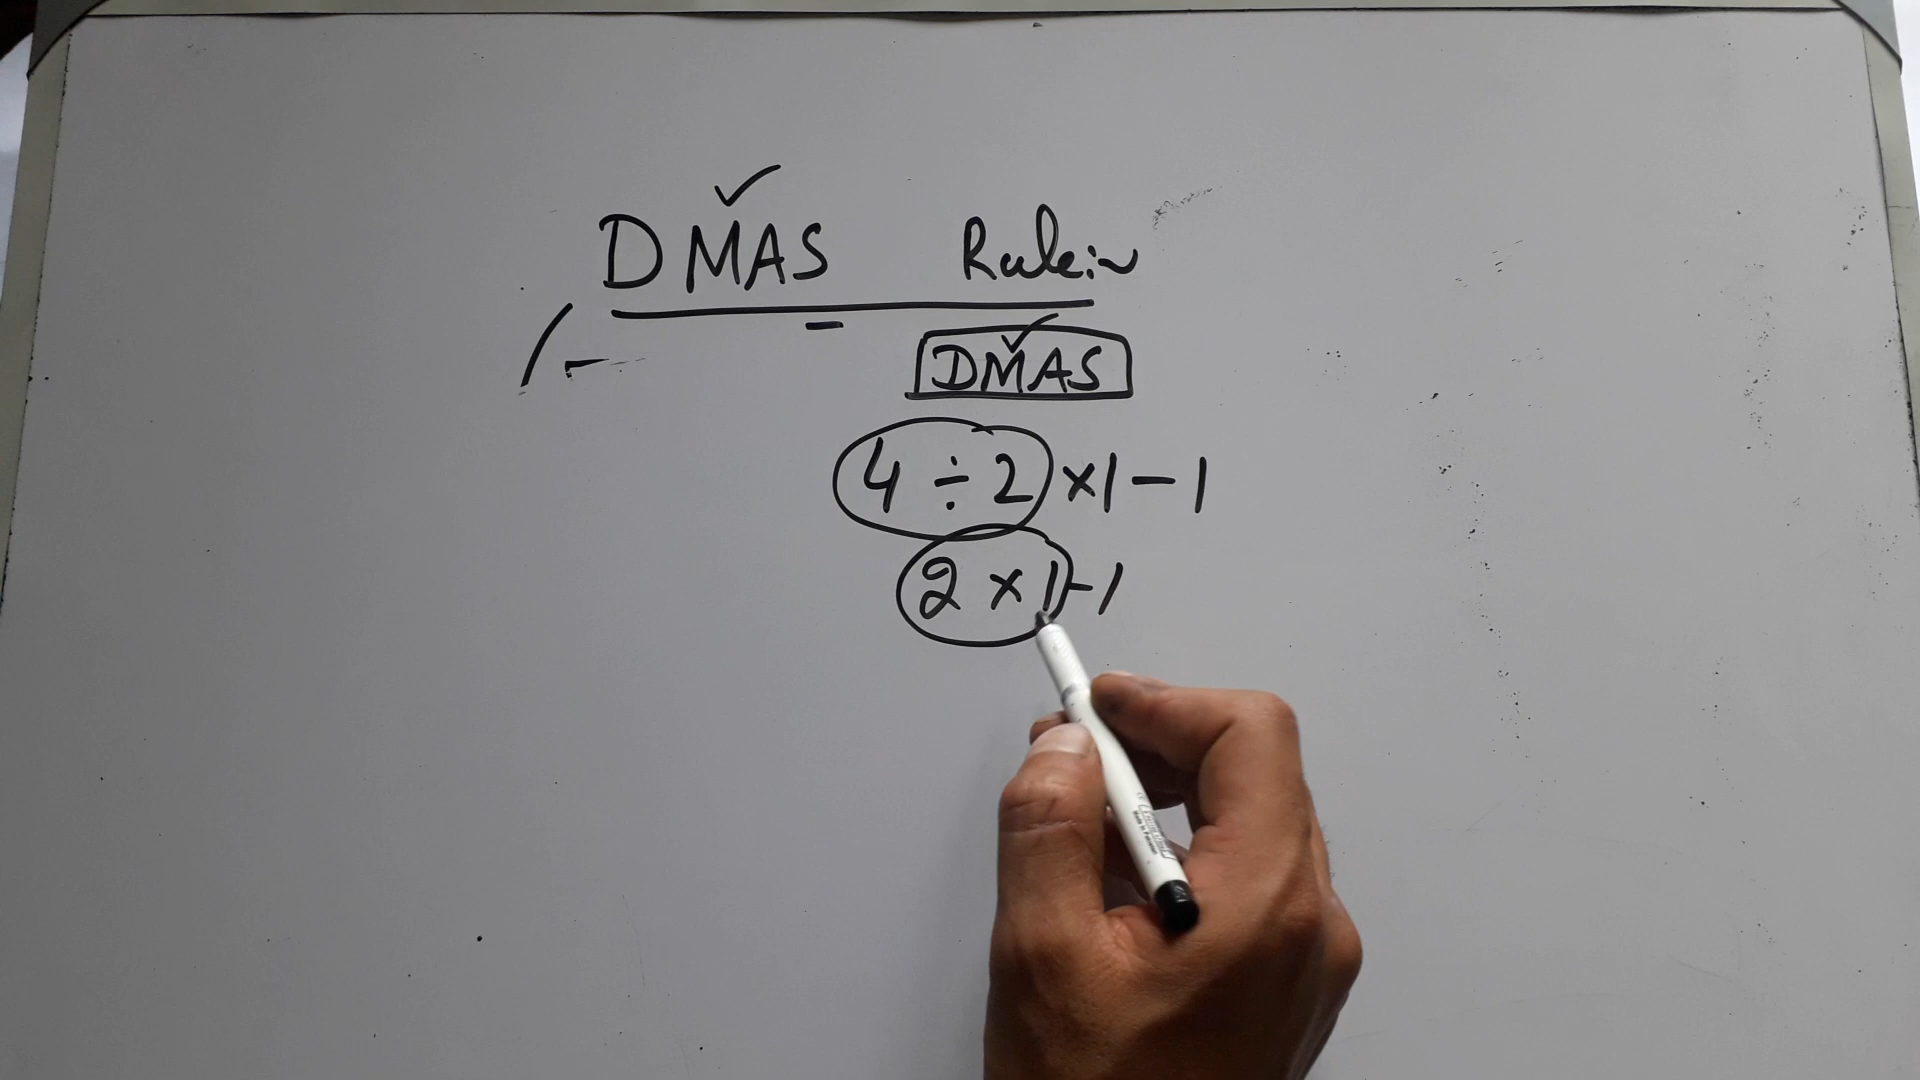 DMAS Rule:~
DMAS
4 ÷ 2 × 1 - 1
2 × 1 - 1